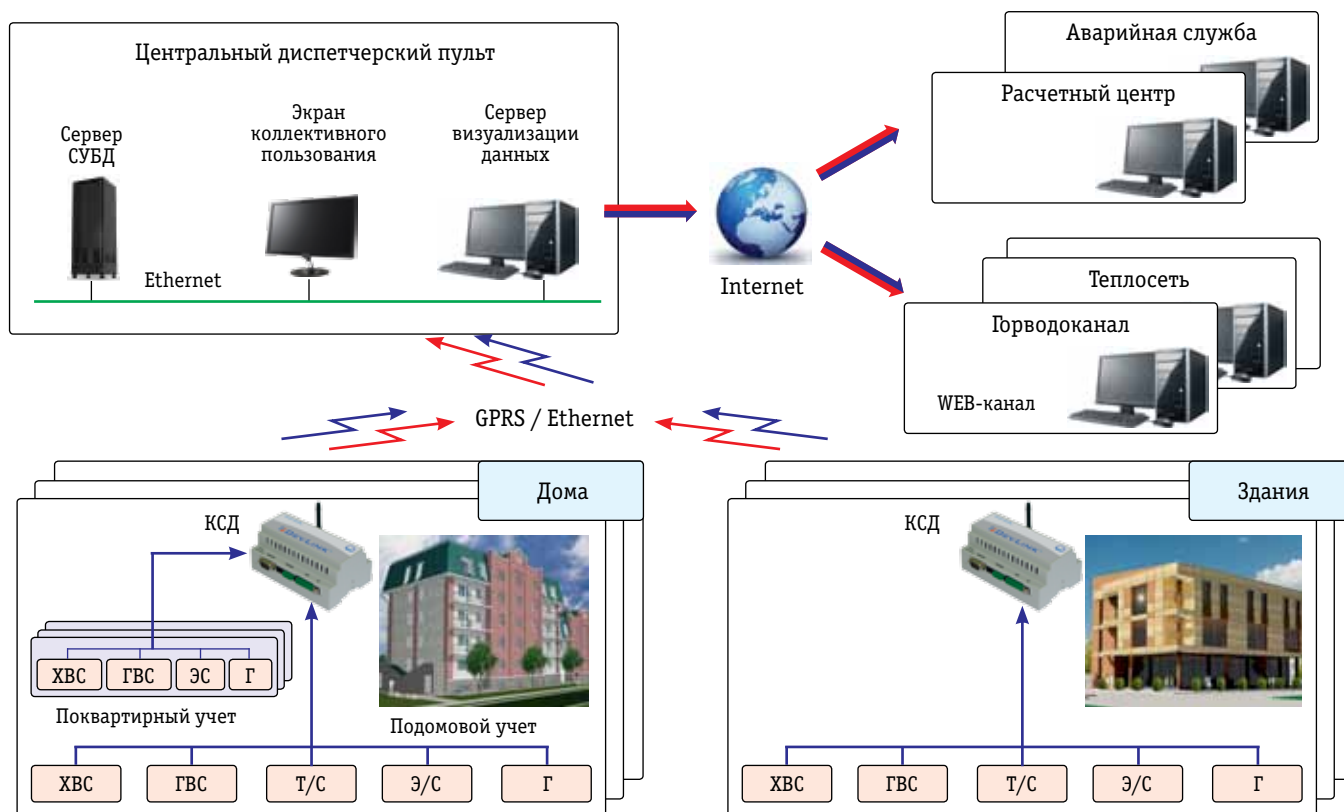 Центральный диспетчерский пульт
Сервер
СУБД
Экран
коллективного
пользования
Сервер
визуализации
данных
Ethernet
Internet
Аварийная служба
Расчетный центр
Теплосеть
Горводоканал
WEB-канал
GPRS / Ethernet
Дома
КСД
DevLink
ХВС
ГВС
ЭС
Г
Поквартирный учет
Подомовой учет
ХВС
ГВС
Т/С
Э/С
Г
Здания
КСД
DevLink
ХВС
ГВС
Т/С
Э/С
Г